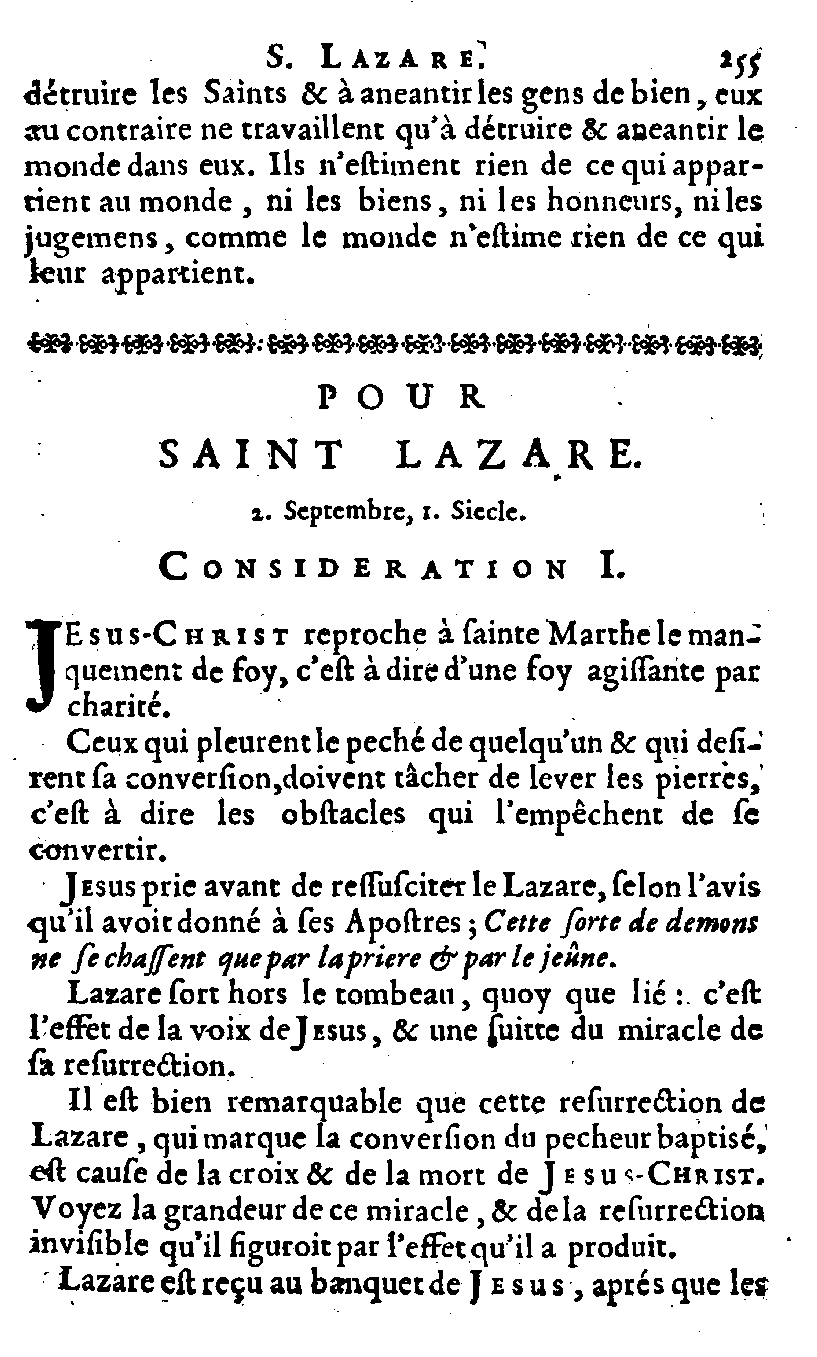 S. LAZARE. 255
détruire les Saints & à aneantir les gens de bien, eux
au contraire ne travaillent qu'à détruire & aneantir le
monde dans eux. Ils n'eſtiment rien de ce qui appar-
tient au monde, ni les biens, ni les honneurs, ni les
jugemens, comme le monde n'eſtime rien de ce qui
leur appartient.
POUR
SAINT LAZARE.
2. Septembre, 1. Siecle.
CONSIDERATION I.
JESUS-CHRIST reproche à ſainte Marthe le man-
quement de foy, c'eſt à dire d'une foy agiſſante par
charité.
Ceux qui pleurent le peché de quelqu'un & qui deſi-
rent ſa converſion, doivent tâcher de lever les pierres,
c'eſt à dire les obſtacles qui l'empêchent de ſe
convertir.
JESUS prie avant de reſſuſciter le Lazare, ſelon l'avis
qu'il avoit donné à ſes Apoſtres; Cette ſorte de demons
ne ſe chaſſent que par la priere & par le jeûne.
Lazare ſort hors le tombeau, quoy que lié : c'eſt
l'effet de la voix de JESUS, & une ſuitte du miracle de
ſa reſurrection.
Il eſt bien remarquable que cette reſurrection de
Lazare, qui marque la converſion du pecheur baptisé,
eſt cauſe de la croix & de la mort de JESUS-CHRIST.
Voyez la grandeur de ce miracle, & de la reſurrection
inviſible qu'il figuroit par l'effet qu'il a produit.
Lazare eſt reçu au banquet de JESUS, aprés que les